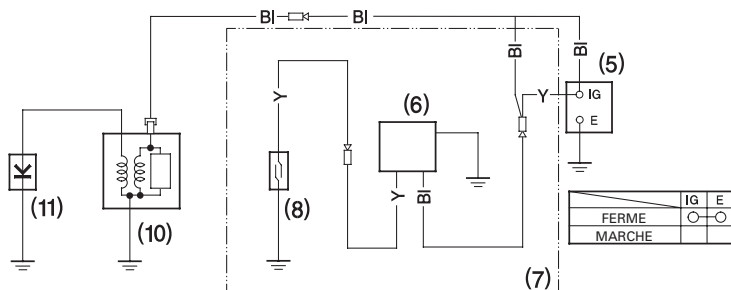 Bl
Bl
Bl
Bl
(5)
Y
IG
E
(6)
Y
Y
Bl
(8)
(11)
(10)
(7)
IG E
FERME
MARCHE